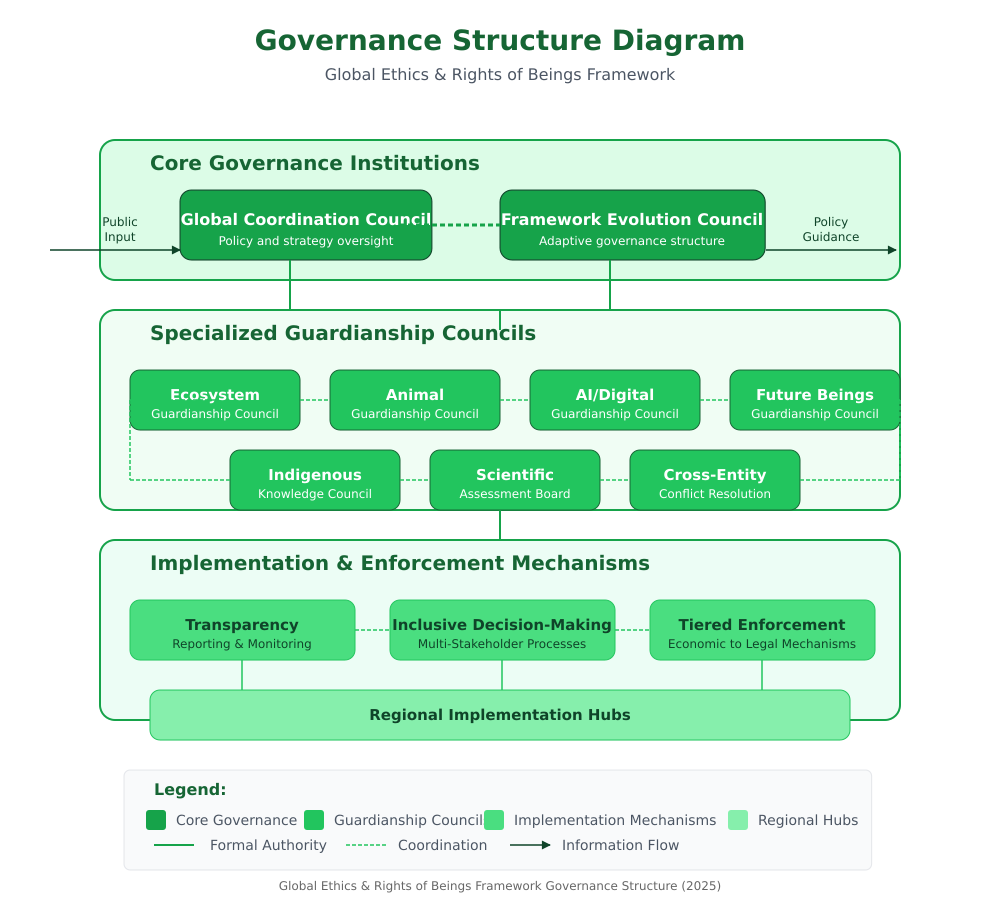 Governance Structure Diagram
Global Ethics & Rights of Beings Framework
Core Governance Institutions
Public
Input
Global Coordination Council
Policy and strategy oversight
Framework Evolution Council
Adaptive governance structure
Policy
Guidance
Specialized Guardianship Councils
Ecosystem
Guardianship Council
Animal
Guardianship Council
AI/Digital
Guardianship Council
Future Beings
Guardianship Council
Indigenous
Knowledge Council
Scientific
Assessment Board
Cross-Entity
Conflict Resolution
Implementation & Enforcement Mechanisms
Transparency
Reporting & Monitoring
Inclusive Decision-Making
Multi-Stakeholder Processes
Tiered Enforcement
Economic to Legal Mechanisms
Regional Implementation Hubs
Legend:
Core Governance
Guardianship Council
Implementation Mechanisms
Regional Hubs
Formal Authority
Coordination
Information Flow
Global Ethics & Rights of Beings Framework Governance Structure (2025)